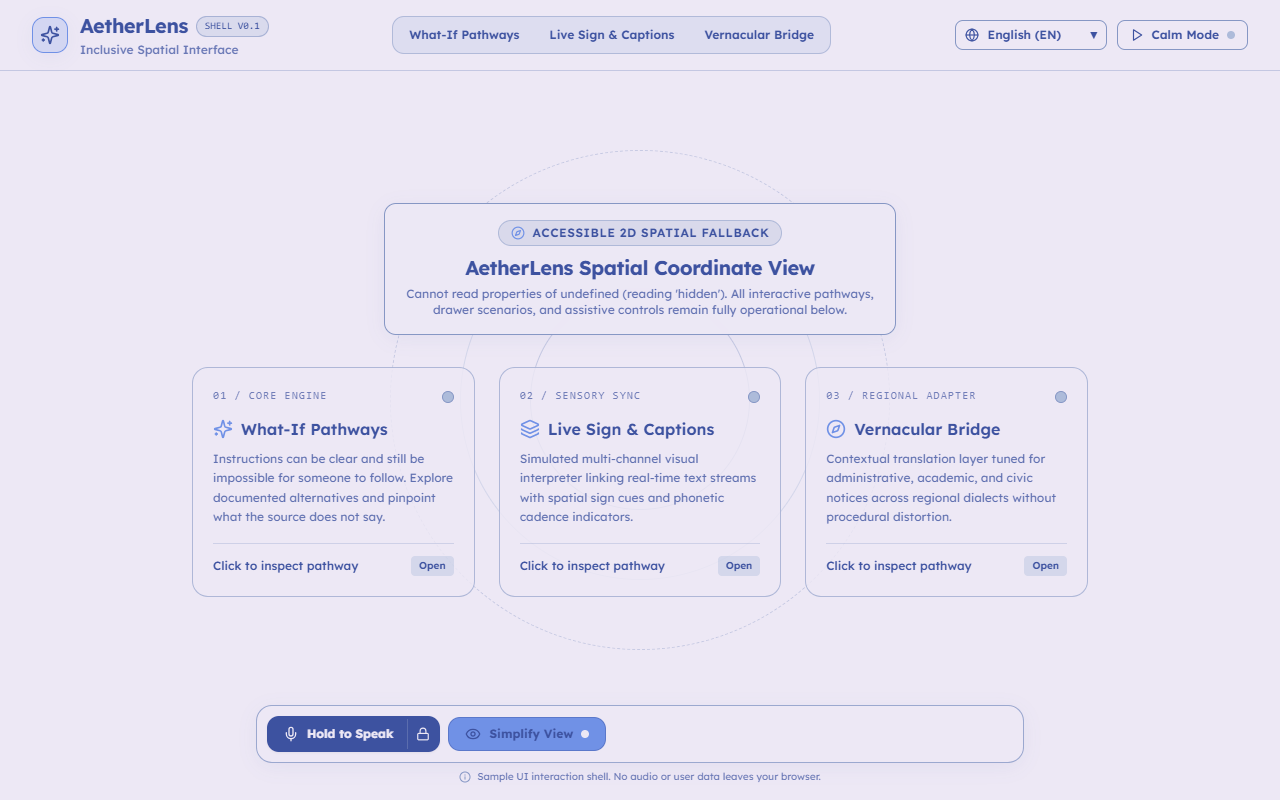 AetherLens
SHELL V0.1
Inclusive Spatial Interface
What-If Pathways
Live Sign & Captions
Vernacular Bridge
English (EN)
Calm Mode
ACCESSIBLE 2D SPATIAL FALLBACK
AetherLens Spatial Coordinate View
Cannot read properties of undefined (reading 'hidden'). All interactive pathways,
drawer scenarios, and assistive controls remain fully operational below.
01 / CORE ENGINE
What-If Pathways
Instructions can be clear and still be
impossible for someone to follow. Explore
documented alternatives and pinpoint
what the source does not say.
Click to inspect pathway
Open
02 / SENSORY SYNC
Live Sign & Captions
Simulated multi-channel visual
interpreter linking real-time text streams
with spatial sign cues and phonetic
cadence indicators.
Click to inspect pathway
Open
03 / REGIONAL ADAPTER
Vernacular Bridge
Contextual translation layer tuned for
administrative, academic, and civic
notices across regional dialects without
procedural distortion.
Click to inspect pathway
Open
Hold to Speak
Simplify View
Sample UI interaction shell. No audio or user data leaves your browser.